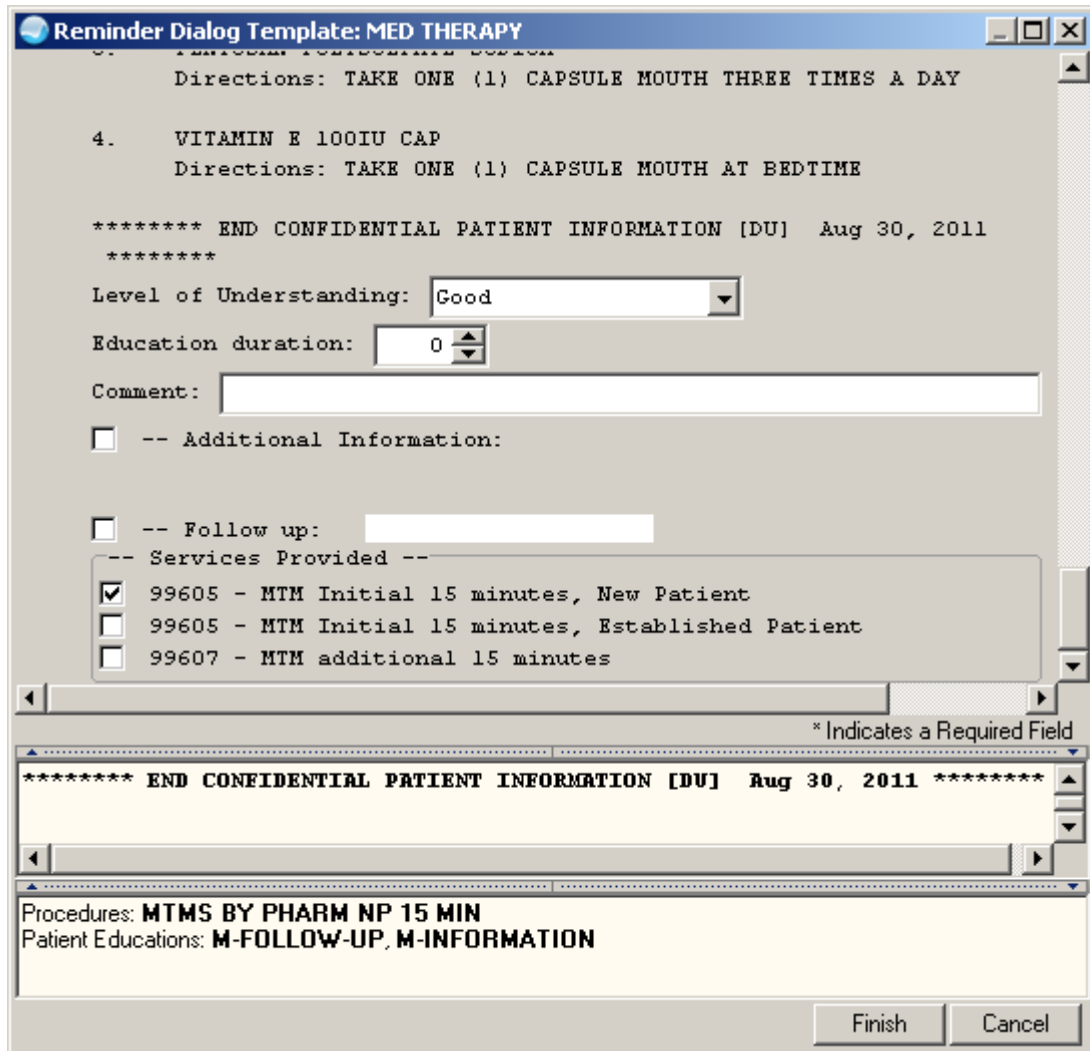 Reminder Dialog Template: MED THERAPY
Directions: TAKE ONE (1) CAPSULE MOUTH THREE TIMES A DAY
4. VITAMIN E 100IU CAP
Directions: TAKE ONE (1) CAPSULE MOUTH AT BEDTIME
******** END CONFIDENTIAL PATIENT INFORMATION [DU] Aug 30, 2011
********
Level of Understanding: Good
Education duration: 0
Comment:
-- Additional Information:
-- Follow up:
-- Services Provided --
99605 - MTM Initial 15 minutes, New Patient
99605 - MTM Initial 15 minutes, Established Patient
99607 - MTM additional 15 minutes
* Indicates a Required Field
******** END CONFIDENTIAL PATIENT INFORMATION [DU] Aug 30, 2011 ********
Procedures: MTMS BY PHARM NP 15 MIN
Patient Educations: M-FOLLOW-UP, M-INFORMATION
Finish Cancel